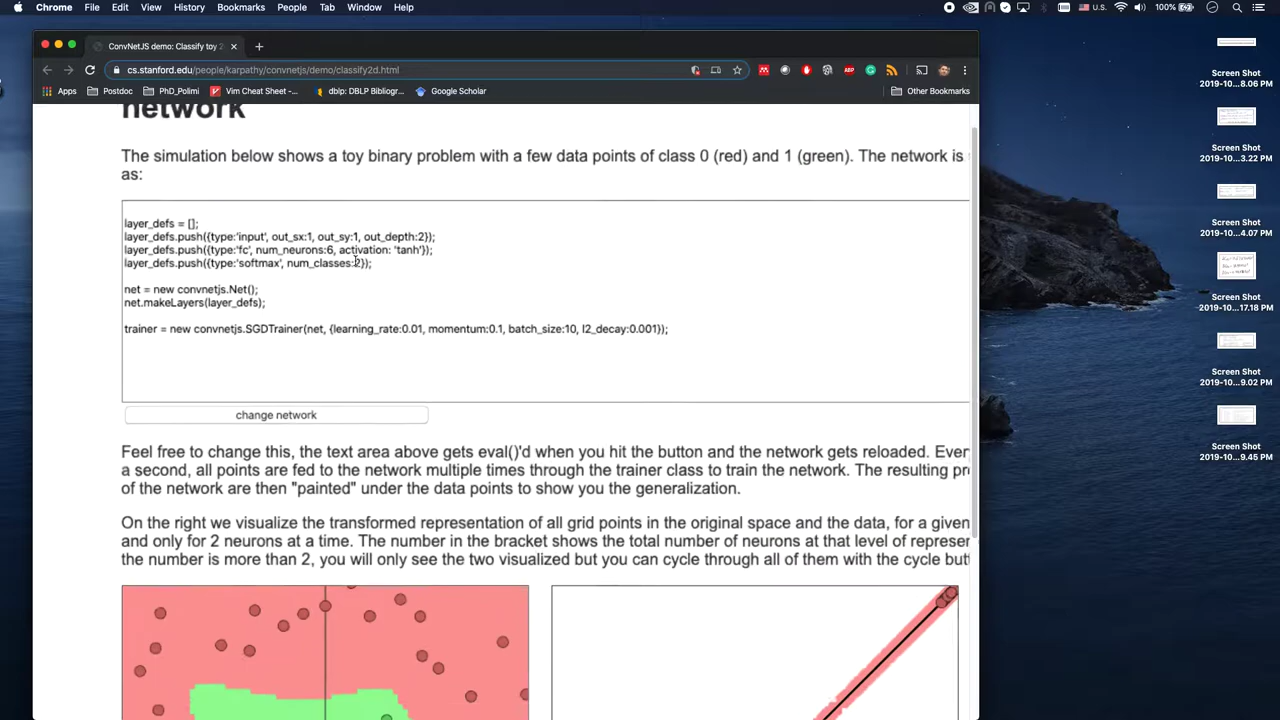 Chrome File Edit View History Bookmarks People Tab Window Help U.S. 100%
ConvNetJS demo: Classify toy 2
cs.stanford.edu/people/karpathy/convnetjs/demo/classify2d.html
Apps Postdoc PhD_Polimi Vim Cheat Sheet -... dblp: DBLP Bibliogr... Google Scholar Other Bookmarks
network
The simulation below shows a toy binary problem with a few data points of class 0 (red) and 1 (green). The network is
as:
layer_defs = [];
layer_defs.push({type:'input', out_sx:1, out_sy:1, out_depth:2});
layer_defs.push({type:'fc', num_neurons:6, activation: 'tanh'});
layer_defs.push({type:'softmax', num_classes:2});
net = new convnetjs.Net();
net.makeLayers(layer_defs);
trainer = new convnetjs.SGDTrainer(net, {learning_rate:0.01, momentum:0.1, batch_size:10, l2_decay:0.001});
change network
Feel free to change this, the text area above gets eval()'d when you hit the button and the network gets reloaded. Ever
a second, all points are fed to the network multiple times through the trainer class to train the network. The resulting pr
of the network are then "painted" under the data points to show you the generalization.
On the right we visualize the transformed representation of all grid points in the original space and the data, for a given
and only for 2 neurons at a time. The number in the bracket shows the total number of neurons at that level of represen
the number is more than 2, you will only see the two visualized but you can cycle through all of them with the cycle but
Screen Shot
2019-10...8.06 PM
Screen Shot
2019-10...3.22 PM
Screen Shot
2019-10...4.07 PM
Screen Shot
2019-10...17.18 PM
Screen Shot
2019-10...9.02 PM
Screen Shot
2019-10...9.45 PM